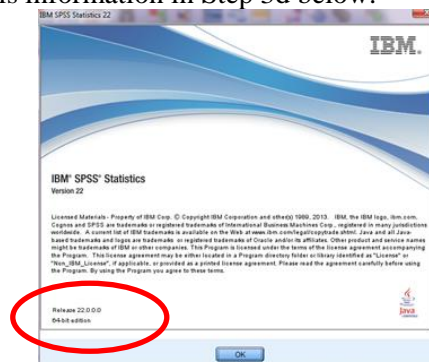 s information in Step 3d below.
IBM SPSS Statistics 22
IBM.
IBM® SPSS® Statistics
Version 22
Licensed Materials - Property of IBM Corp. © Copyright IBM Corporation and other(s) 1989, 2013. IBM, the IBM logo, ibm.com,
Cognos and SPSS are trademarks or registered trademarks of International Business Machines Corp., registered in many jurisdictions
worldwide. A current list of IBM trademarks is available on the Web at www.ibm.com/legal/copytrade.shtml. Java and all Java-
based trademarks and logos are trademarks or registered trademarks of Oracle and/or its affiliates. Other product and service names
might be trademarks of IBM or other companies. This Program is licensed under the terms of the license agreement accompanying
the Program. This license agreement may be either located in a Program directory folder or library identified as "License" or
"Non_IBM_License", if applicable, or provided as a printed license agreement. Please read the agreement carefully before using
the Program. By using the Program you agree to these terms.
Release 22.0.0.0
64-bit edition
Java
OK